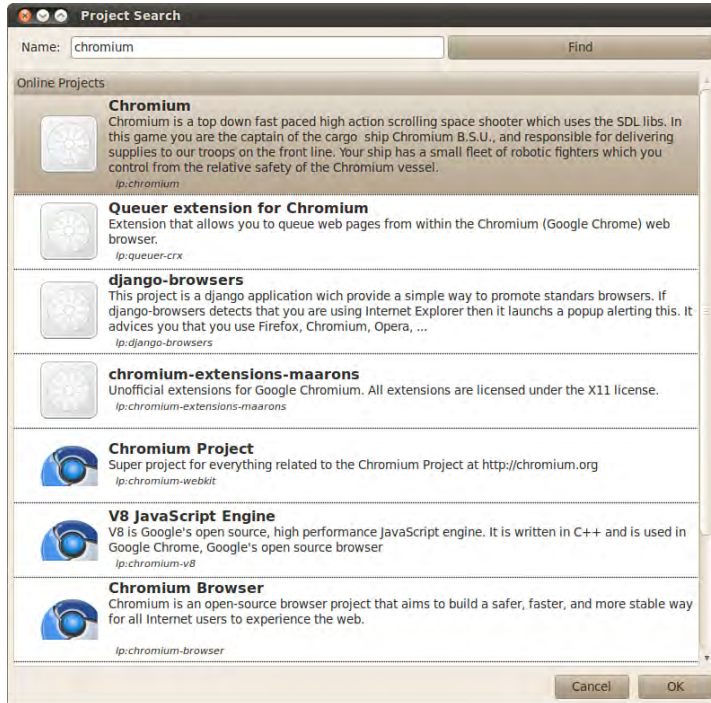 Project Search
Name: chromium Find
Online Projects
Chromium
Chromium is a top down fast paced high action scrolling space shooter which uses the SDL libs. In
this game you are the captain of the cargo ship Chromium B.S.U., and responsible for delivering
supplies to our troops on the front line. Your ship has a small fleet of robotic fighters which you
control from the relative safety of the Chromium vessel.
lp:chromium
Queuer extension for Chromium
Extension that allows you to queue web pages from within the Chromium (Google Chrome) web
browser.
lp:queuer-crx
django-browsers
This project is a django application wich provide a simple way to promote standars browsers. If
django-browsers detects that you are using Internet Explorer then it launchs a popup alerting this. It
advices you that you use Firefox, Chromium, Opera, ...
lp:django-browsers
chromium-extensions-maarons
Unofficial extensions for Google Chromium. All extensions are licensed under the X11 license.
lp:chromium-extensions-maarons
Chromium Project
Super project for everything related to the Chromium Project at http://chromium.org
lp:chromium-webkit
V8 JavaScript Engine
V8 is Google's open source, high performance JavaScript engine. It is written in C++ and is used in
Google Chrome, Google's open source browser
lp:chromium-v8
Chromium Browser
Chromium is an open-source browser project that aims to build a safer, faster, and more stable way
for all Internet users to experience the web.
lp:chromium-browser
Cancel OK